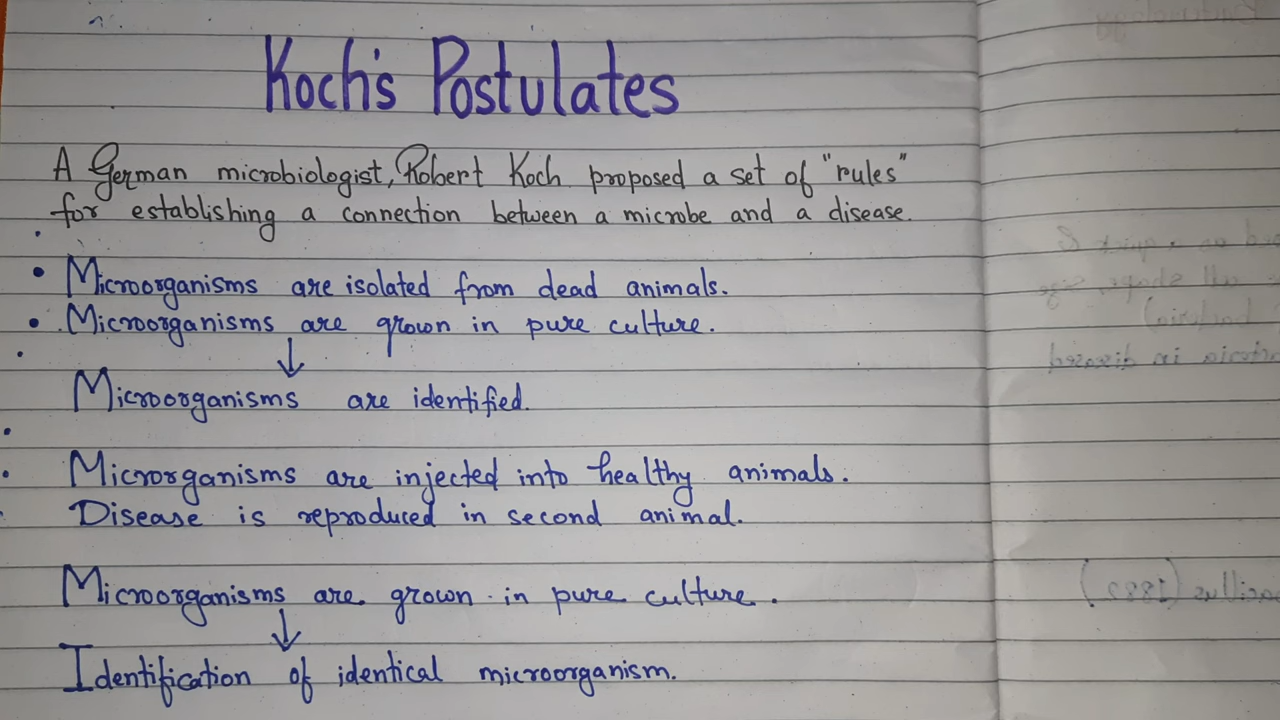 Koch's Postulates
A German microbiologist, Robert Koch proposed a set of "rules"
for establishing a connection between a microbe and a disease.
• Microorganisms are isolated from dead animals.
• Microorganisms are grown in pure culture.
↓
Microorganisms are identified.
• Microrganisms are injected into healthy animals.
Disease is reproduced in second animal.
Microorganisms are grown in pure culture.
↓
Identification of identical microorganism.